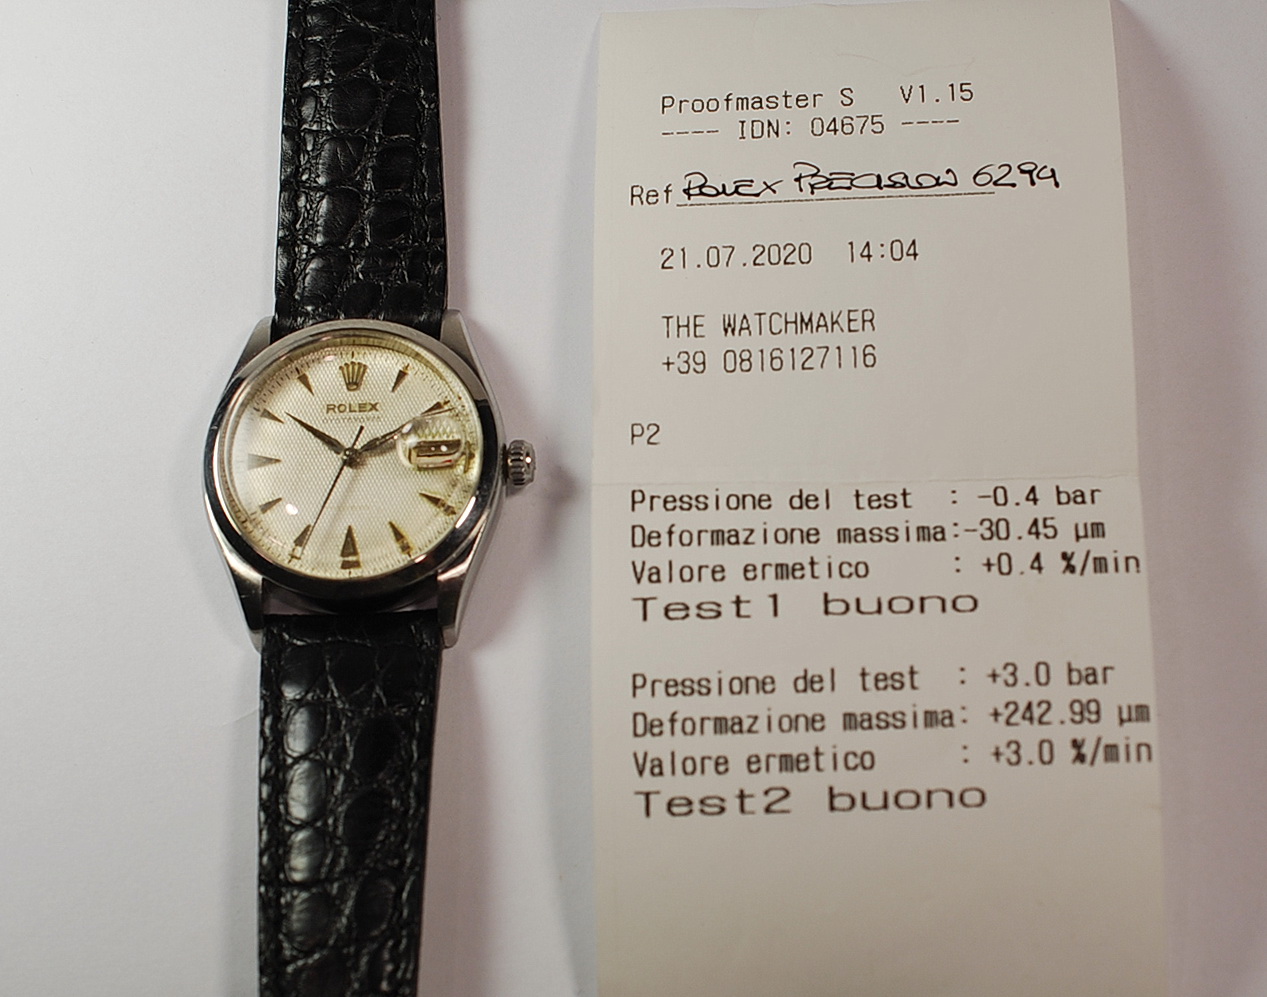 ROLEX
Proofmaster S V1.15
---- IDN: 04675 ----
Ref ROLEX PRECISION 6294
21.07.2020 14:04
THE WATCHMAKER
+39 0816127116
P2
Pressione del test : -0.4 bar
Deformazione massima:-30.45 µm
Valore ermetico : +0.4 %/min
Test1 buono
Pressione del test : +3.0 bar
Deformazione massima: +242.99 µm
Valore ermetico : +3.0 %/min
Test2 buono